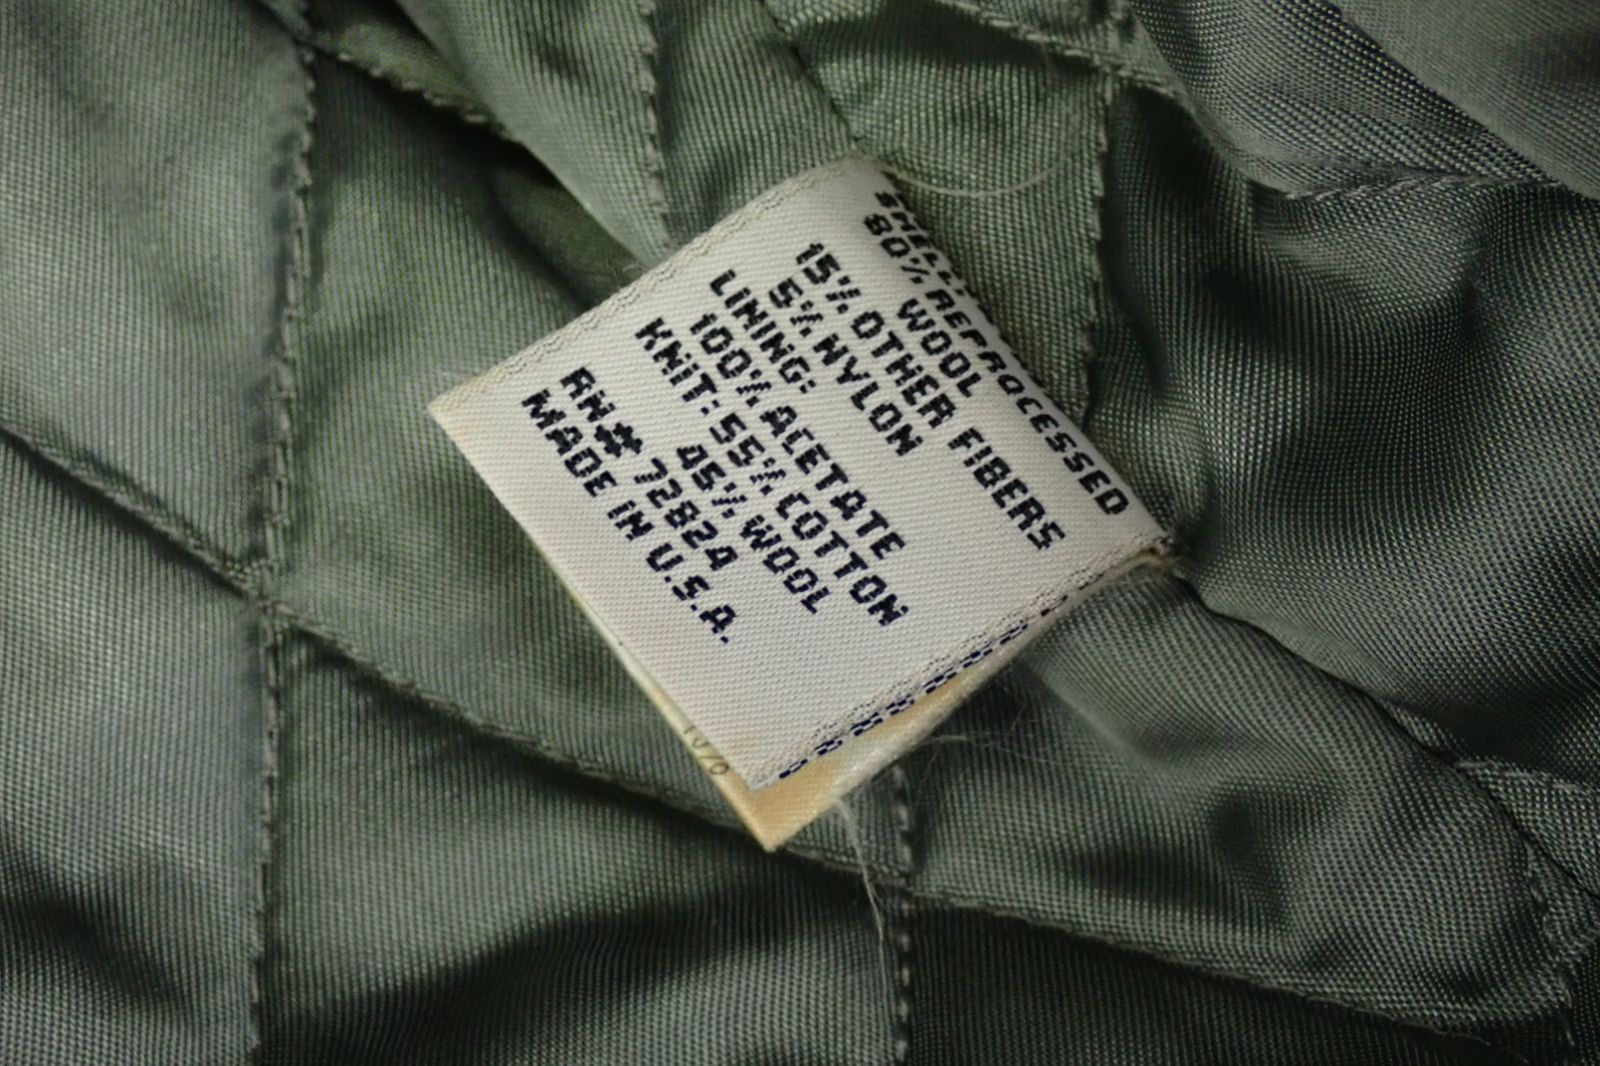 SHELL:
80% REPROCESSED
WOOL
15% OTHER FIBERS
5% NYLON
LINING:
100% ACETATE
KNIT: 55% COTTON
45% WOOL
RN# 72824
MADE IN U.S.A.